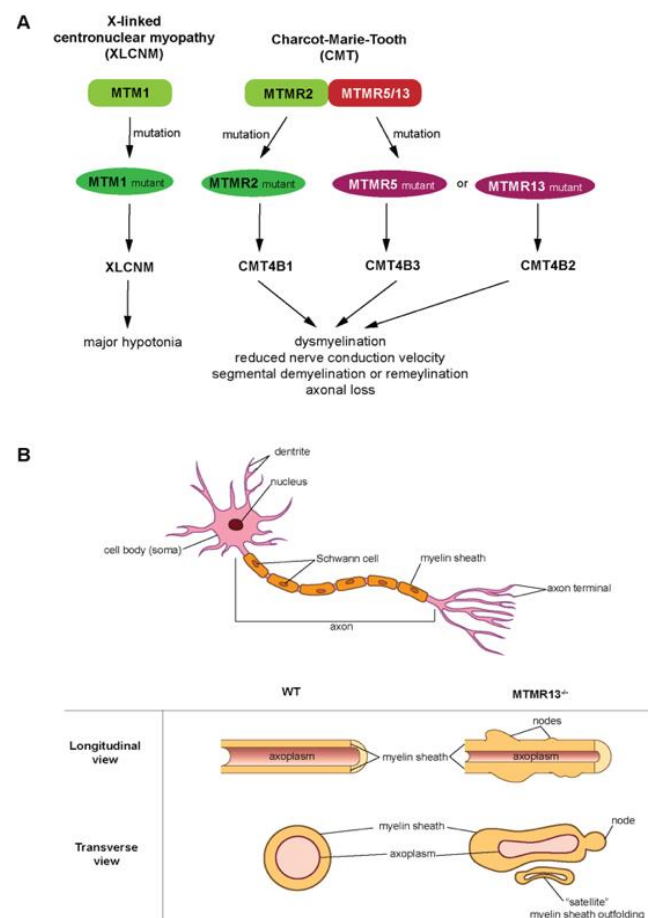 A
X-linked
centronuclear myopathy
(XLCNM)
Charcot-Marie-Tooth
(CMT)
MTM1
MTMR2
MTMR5/13
mutation
mutation
mutation
MTM1 mutant
MTMR2 mutant
MTMR5 mutant
or
MTMR13 mutant
XLCNM
CMT4B1
CMT4B3
CMT4B2
major hypotonia
dysmyelination
reduced nerve conduction velocity
segmental demyelination or remeylination
axonal loss
B
dentrite
nucleus
cell body (soma)
Schwann cell
myelin sheath
axon terminal
axon
WT
MTMR13-/-
nodes
Longitudinal
view
axoplasm
myelin sheath
axoplasm
Transverse
view
myelin sheath
node
axoplasm
"satellite"
myelin sheath outfolding